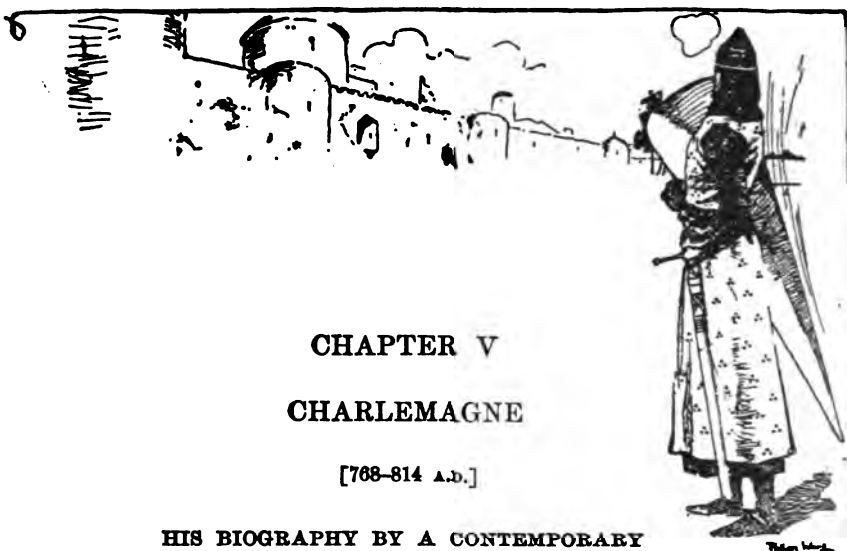 CHAPTER V
CHARLEMAGNE
[768–814 A.D.]
HIS BIOGRAPHY BY A CONTEMPORARY